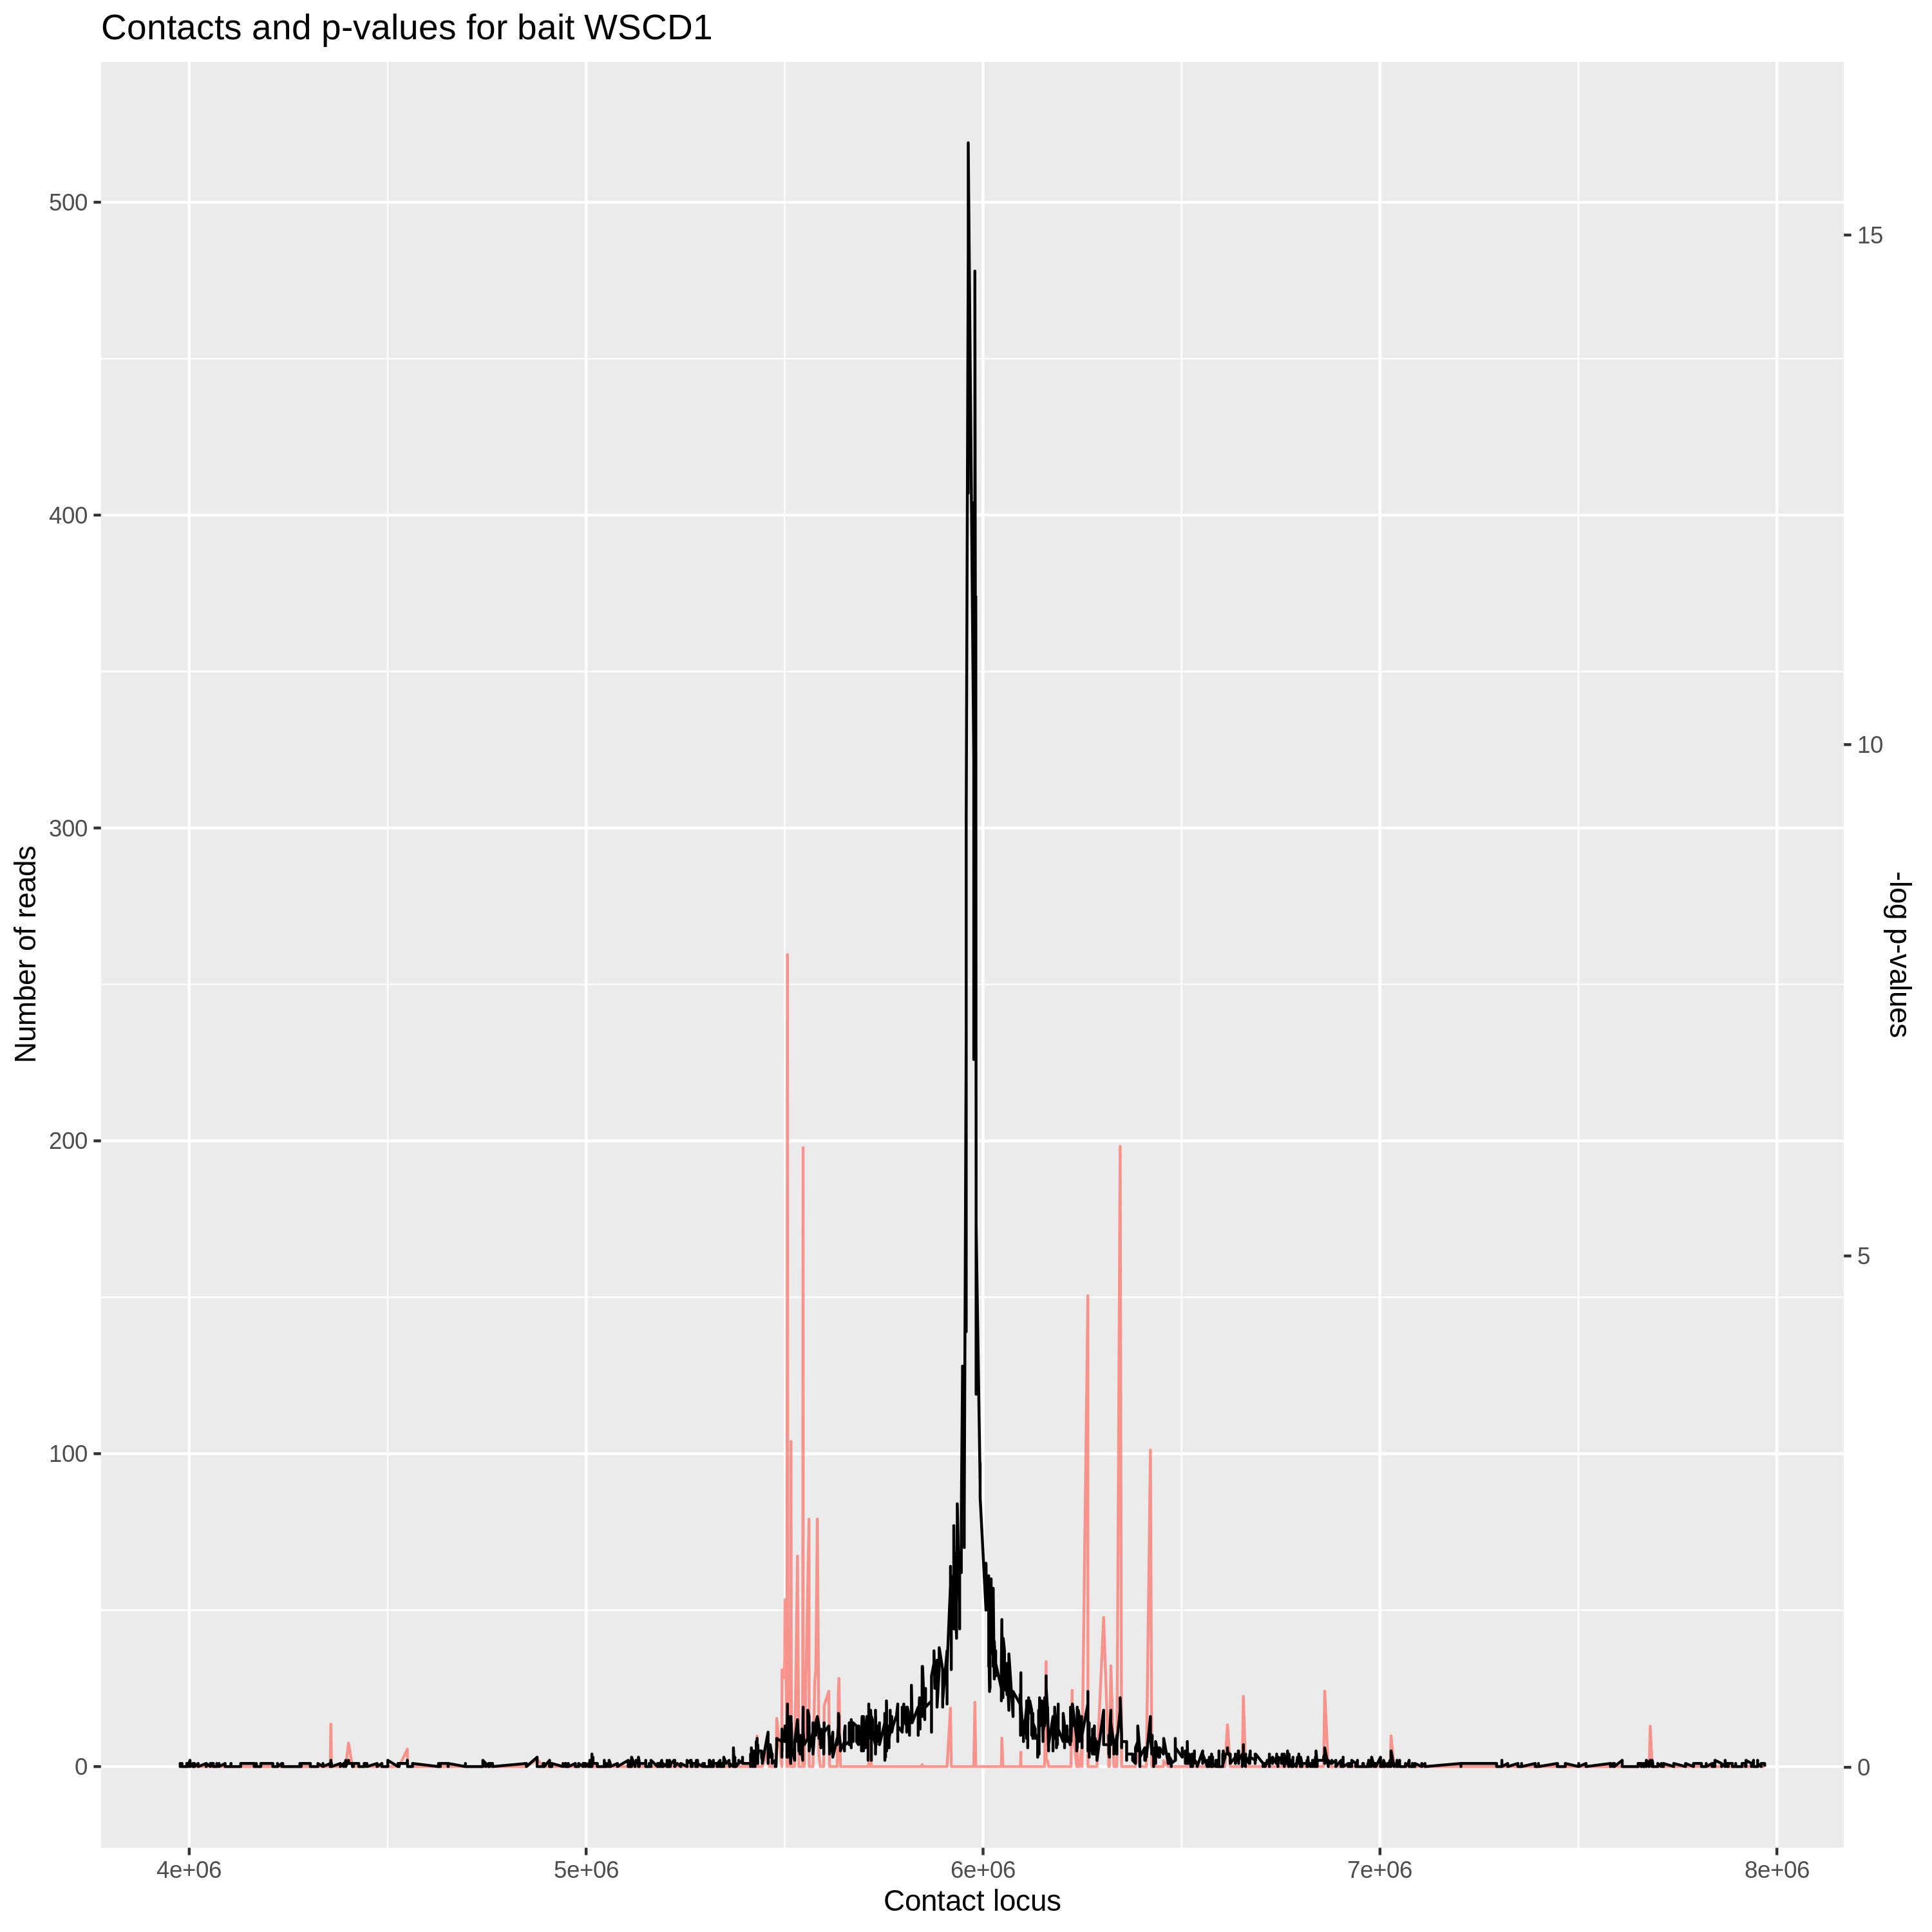 Contacts and p-values for bait WSCD1
500
400
300
200
100
0
Number of reads
15
10
5
0
-log p-values
4e+06
5e+06
6e+06
7e+06
8e+06
Contact locus